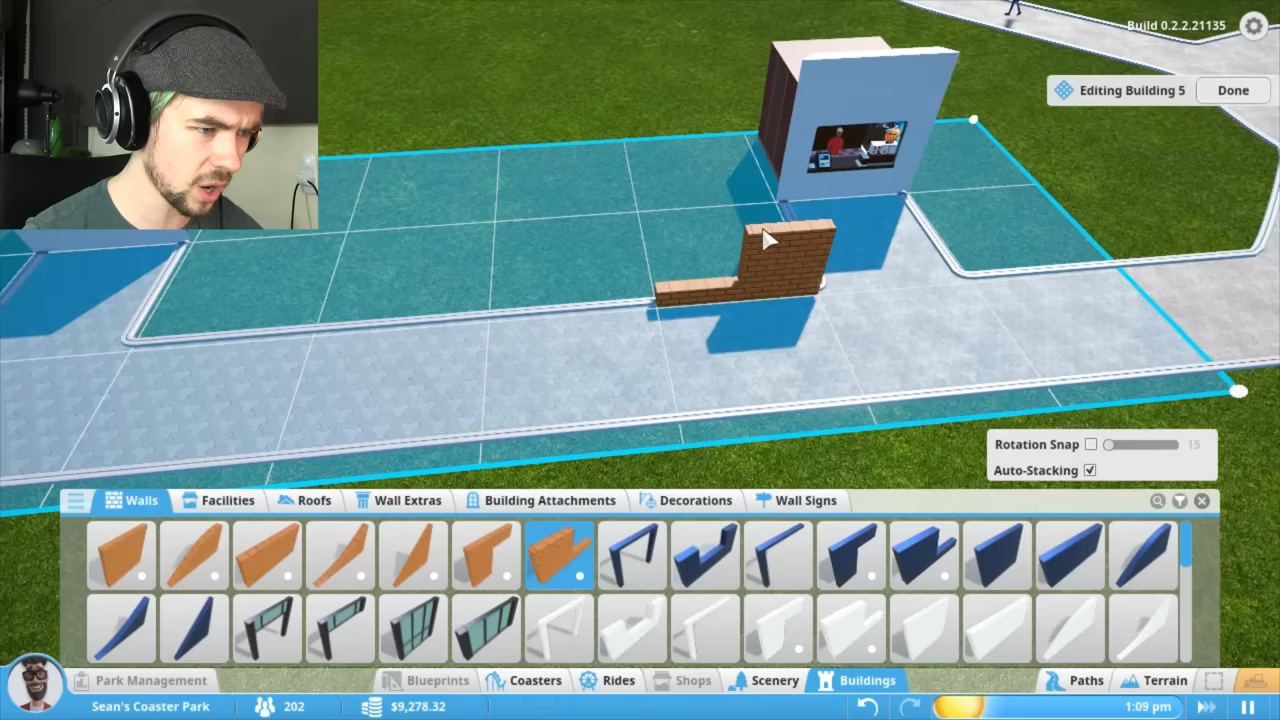 Build 0.2.2.21135
Editing Building 5 Done
Rotation Snap 15
Auto-Stacking
Walls Facilities Roofs Wall Extras Building Attachments Decorations Wall Signs
Park Management Blueprints Coasters Rides Shops Scenery Buildings Paths Terrain
Sean's Coaster Park 202 $9,278.32 1:09 pm